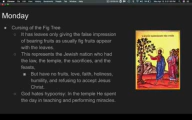 Monday
● Cursing of the Fig Tree
○ It has leaves only giving the false impression
of bearing fruits as usually fig fruits appear
with the leaves.
○ This represents the Jewish nation who had
the law, the temple, the sacrifices, and the
feasts,
■ But have no fruits, love, faith, holiness,
humility, and refusing to accept Jesus
Christ.
○ God hates hypocrisy. In the temple He spent
the day in teaching and performing miracles.